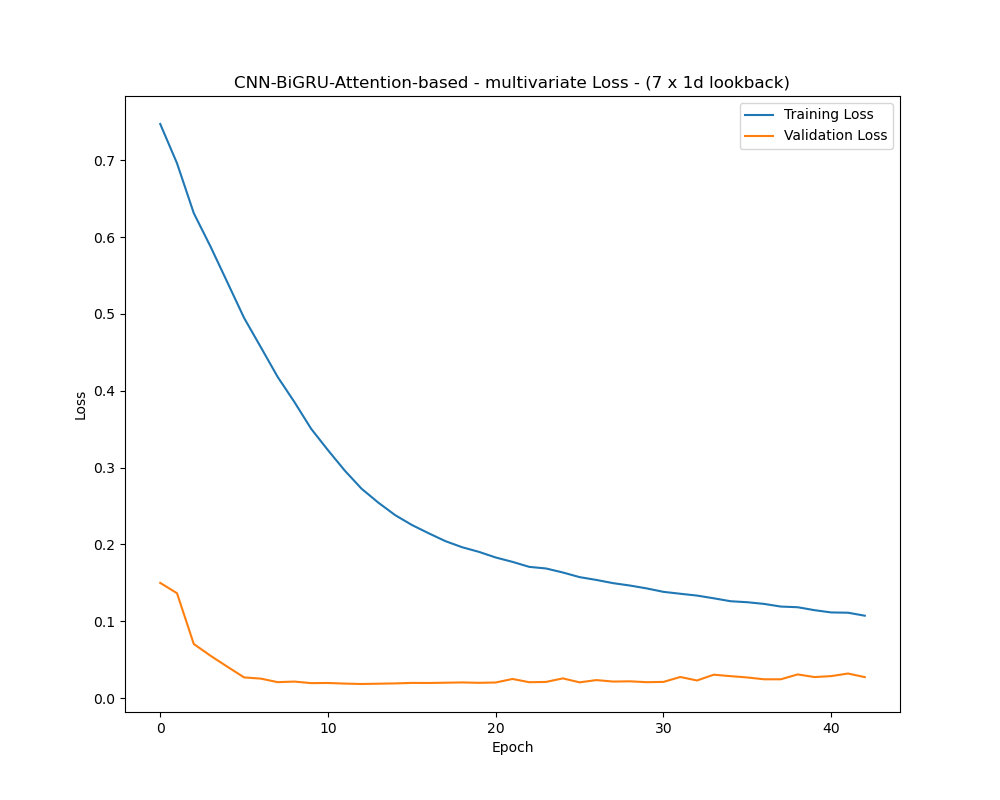 CNN-BiGRU-Attention-based - multivariate Loss - (7 x 1d lookback)
Training Loss
Validation Loss
Loss
0.7
0.6
0.5
0.4
0.3
0.2
0.1
0.0
0 10 20 30 40
Epoch